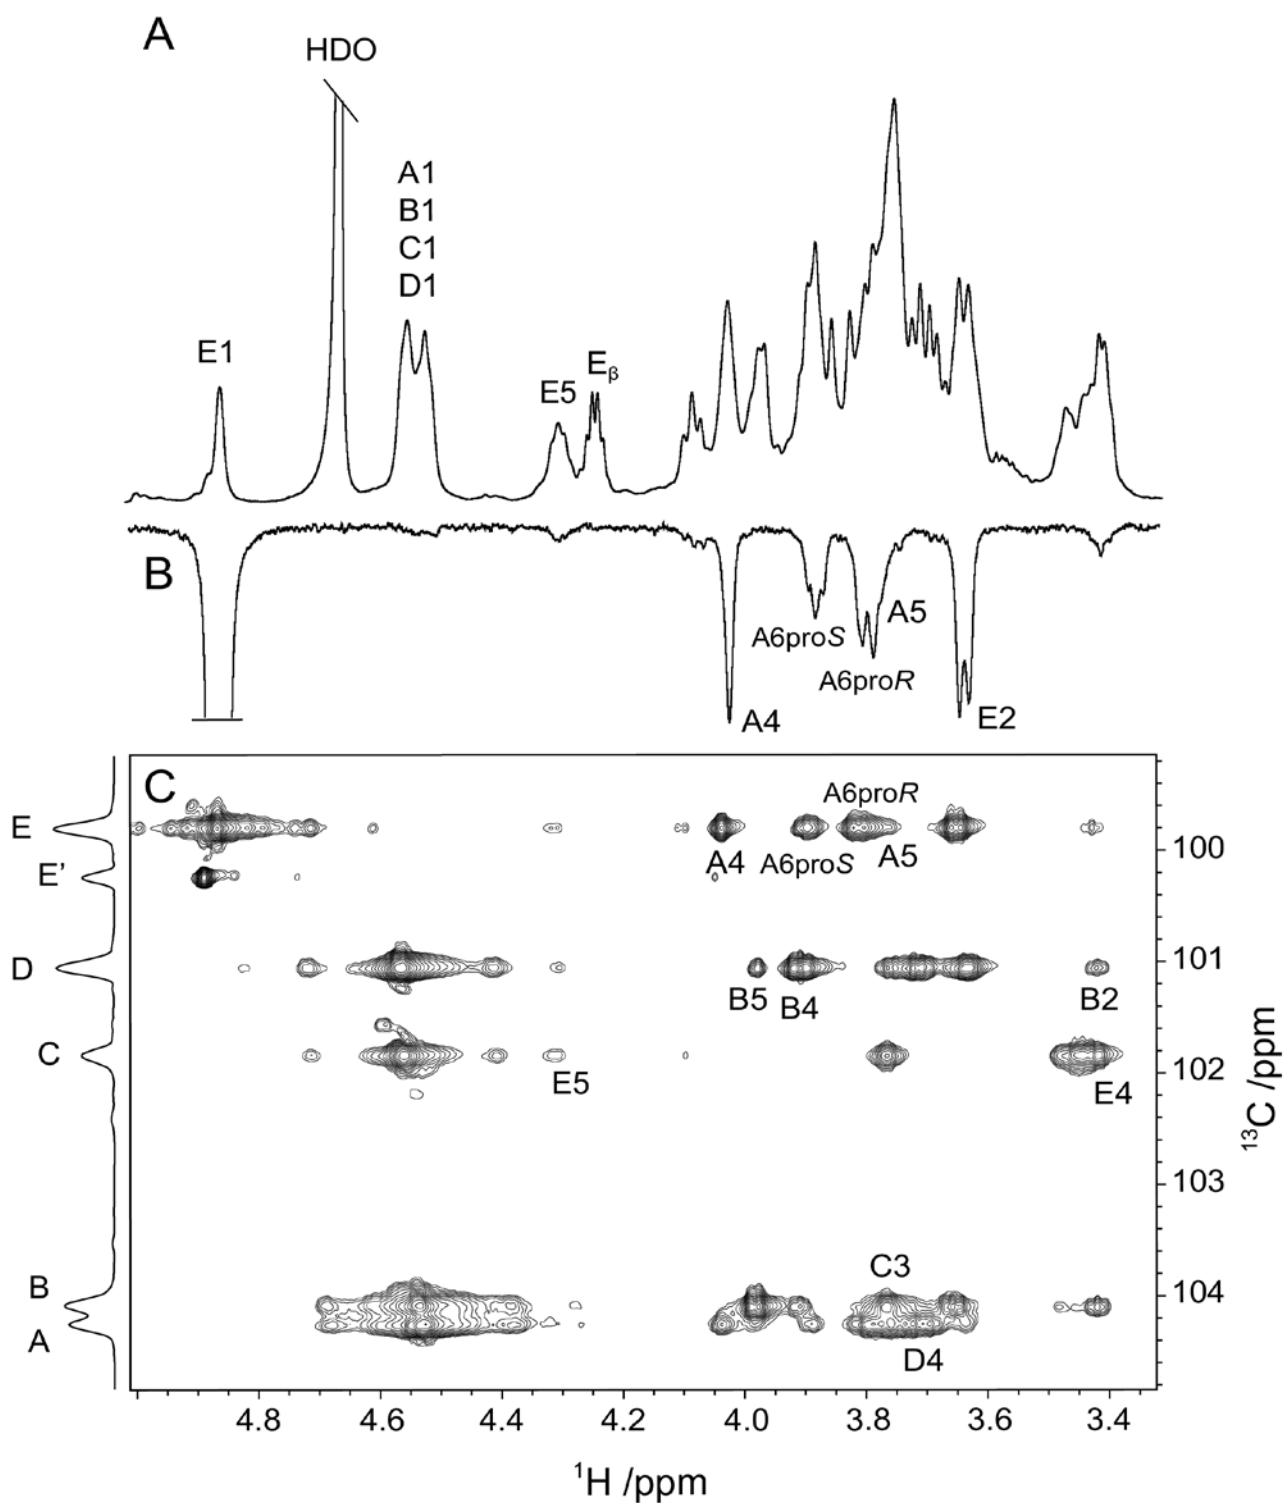 A
HDO
A1
B1
C1
D1
E1
E5
Eβ
B
A6proS
A5
A6proR
A4
E2
C
A6proR
E
A4
A6proS
A5
100
E'
D
101
B5
B4
B2
C
E5
E4
102
¹³C /ppm
103
C3
B
104
A
D4
4.8
4.6
4.4
4.2
4.0
3.8
3.6
3.4
¹H /ppm